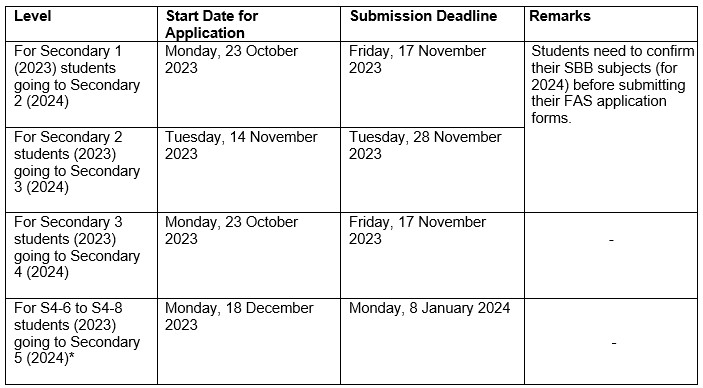 Level
Start Date for
Application
Submission Deadline
Remarks
For Secondary 1
(2023) students
going to Secondary
2 (2024)
Monday, 23 October
2023
Friday, 17 November
2023
Students need to confirm
their SBB subjects (for
2024) before submitting
their FAS application
forms.
For Secondary 2
students (2023)
going to Secondary
3 (2024)
Tuesday, 14 November
2023
Tuesday, 28 November
2023
For Secondary 3
students (2023)
going to Secondary
4 (2024)
Monday, 23 October
2023
Friday, 17 November
2023
-
For S4-6 to S4-8
students (2023)
going to Secondary
5 (2024)*
Monday, 18 December
2023
Monday, 8 January 2024
-